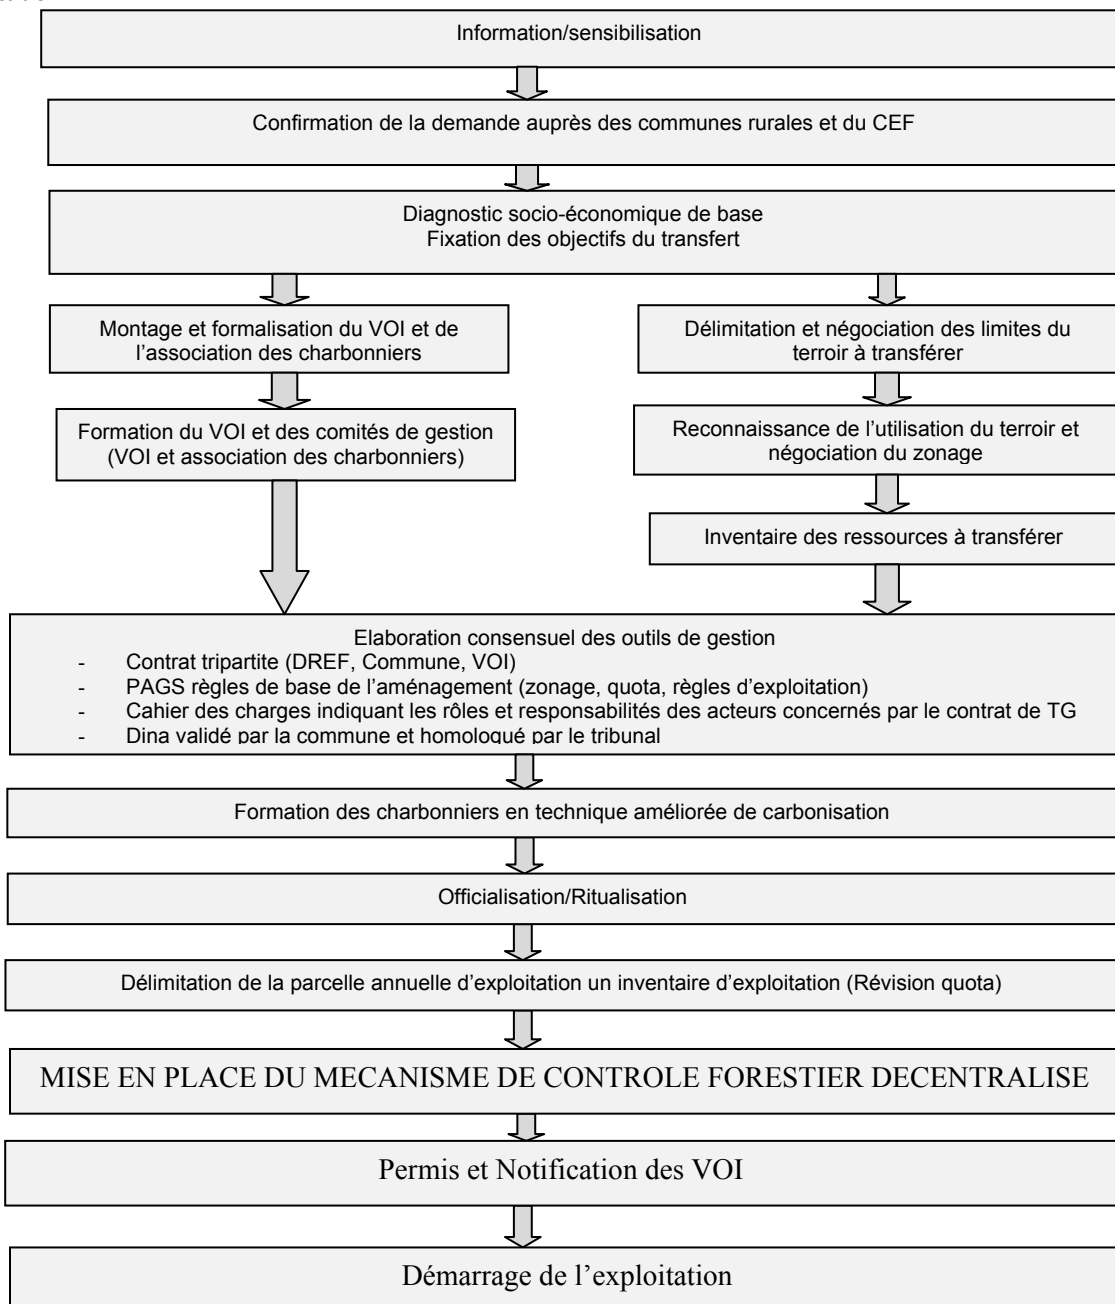 Information/sensibilisation
Confirmation de la demande auprès des communes rurales et du CEF
Diagnostic socio-économique de base
Fixation des objectifs du transfert
Montage et formalisation du VOI et de
l'association des charbonniers
Délimitation et négociation des limites du
terroir à transférer
Formation du VOI et des comités de gestion
(VOI et association des charbonniers)
Reconnaissance de l'utilisation du terroir et
négociation du zonage
Inventaire des ressources à transférer
Elaboration consensuel des outils de gestion
- Contrat tripartite (DREF, Commune, VOI)
- PAGS règles de base de l'aménagement (zonage, quota, règles d'exploitation)
- Cahier des charges indiquant les rôles et responsabilités des acteurs concernés par le contrat de TG
- Dina validé par la commune et homologué par le tribunal
Formation des charbonniers en technique améliorée de carbonisation
Officialisation/Ritualisation
Délimitation de la parcelle annuelle d'exploitation un inventaire d'exploitation (Révision quota)
MISE EN PLACE DU MECANISME DE CONTROLE FORESTIER DECENTRALISE
Permis et Notification des VOI
Démarrage de l'exploitation